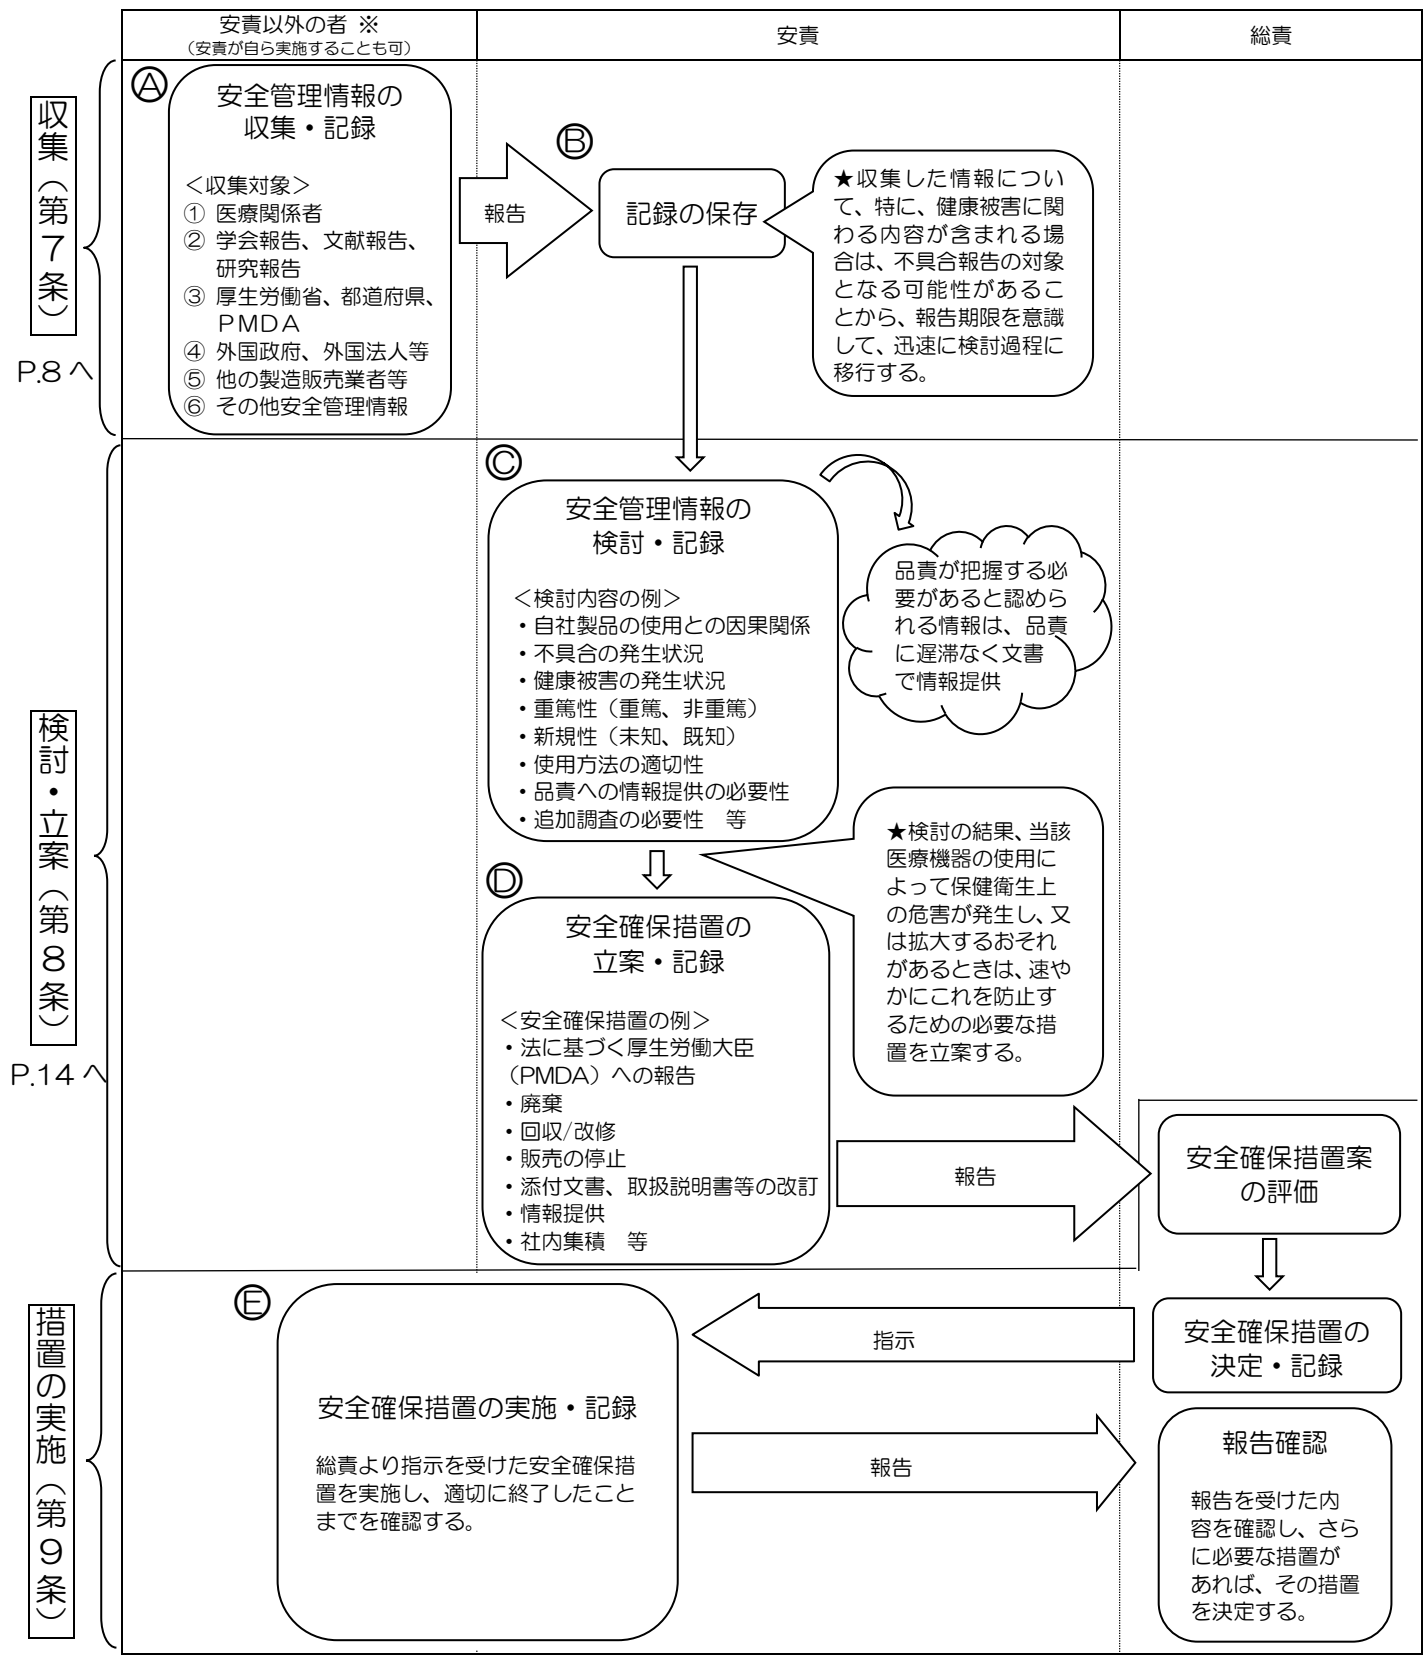 安責以外の者 ※
（安責が自ら実施することも可）
安責
総責
収集（第７条）
P.8 へ
Ⓐ
安全管理情報の
収集・記録
＜収集対象＞
① 医療関係者
② 学会報告、文献報告、
研究報告
③ 厚生労働省、都道府県、
ＰＭＤＡ
④ 外国政府、外国法人等
⑤ 他の製造販売業者等
⑥ その他安全管理情報
報告
Ⓑ
記録の保存
★収集した情報につい
て、特に、健康被害に関
わる内容が含まれる場
合は、不具合報告の対象
となる可能性があるこ
とから、報告期限を意識
して、迅速に検討過程に
移行する。
検討・立案（第８条）
P.14 へ
Ⓒ
安全管理情報の
検討・記録
＜検討内容の例＞
・自社製品の使用との因果関係
・不具合の発生状況
・健康被害の発生状況
・重篤性（重篤、非重篤）
・新規性（未知、既知）
・使用方法の適切性
・品責への情報提供の必要性
・追加調査の必要性　等
品責が把握する必
要があると認めら
れる情報は、品責
に遅滞なく文書
で情報提供
★検討の結果、当該
医療機器の使用に
よって保健衛生上
の危害が発生し、又
は拡大するおそれ
があるときは、速や
かにこれを防止す
るための必要な措
置を立案する。
Ⓓ
安全確保措置の
立案・記録
＜安全確保措置の例＞
・法に基づく厚生労働大臣
（PMDA）への報告
・廃棄
・回収/改修
・販売の停止
・添付文書、取扱説明書等の改訂
・情報提供
・社内集積　等
報告
安全確保措置案
の評価
措置の実施（第９条）
Ⓔ
安全確保措置の実施・記録
総責より指示を受けた安全確保措
置を実施し、適切に終了したこと
までを確認する。
指示
安全確保措置の
決定・記録
報告
報告確認
報告を受けた内
容を確認し、さら
に必要な措置が
あれば、その措置
を決定する。